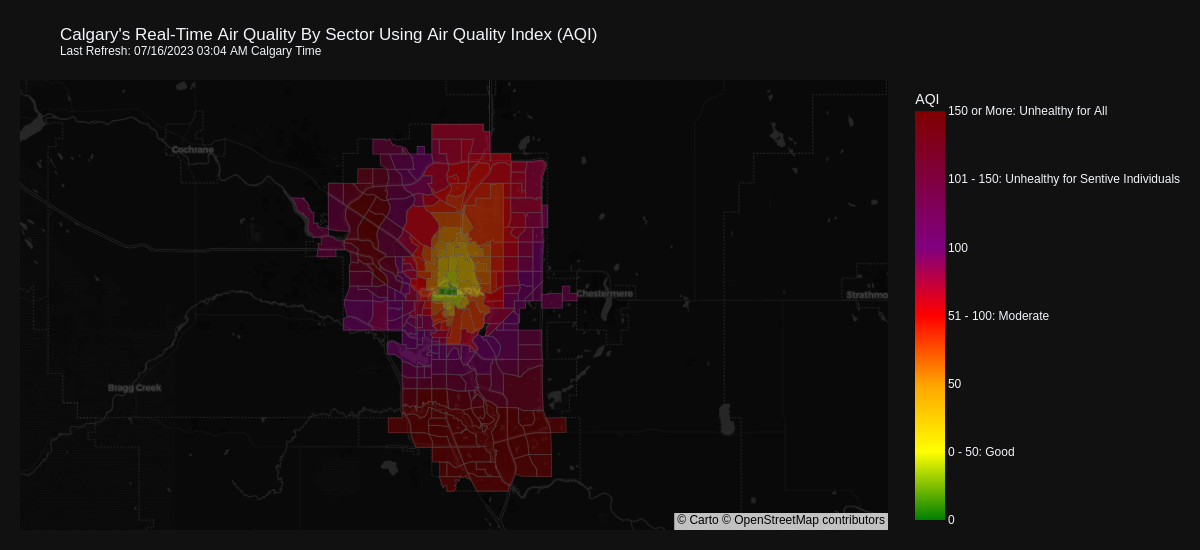 Calgary's Real-Time Air Quality By Sector Using Air Quality Index (AQI)
Last Refresh: 07/16/2023 03:04 AM Calgary Time
AQI
150 or More: Unhealthy for All
Cochrane
101 - 150: Unhealthy for Sentive Individuals
100
Chestermere
Strathmo
51 - 100: Moderate
Bragg Creek
50
0 - 50: Good
© Carto © OpenStreetMap contributors
0